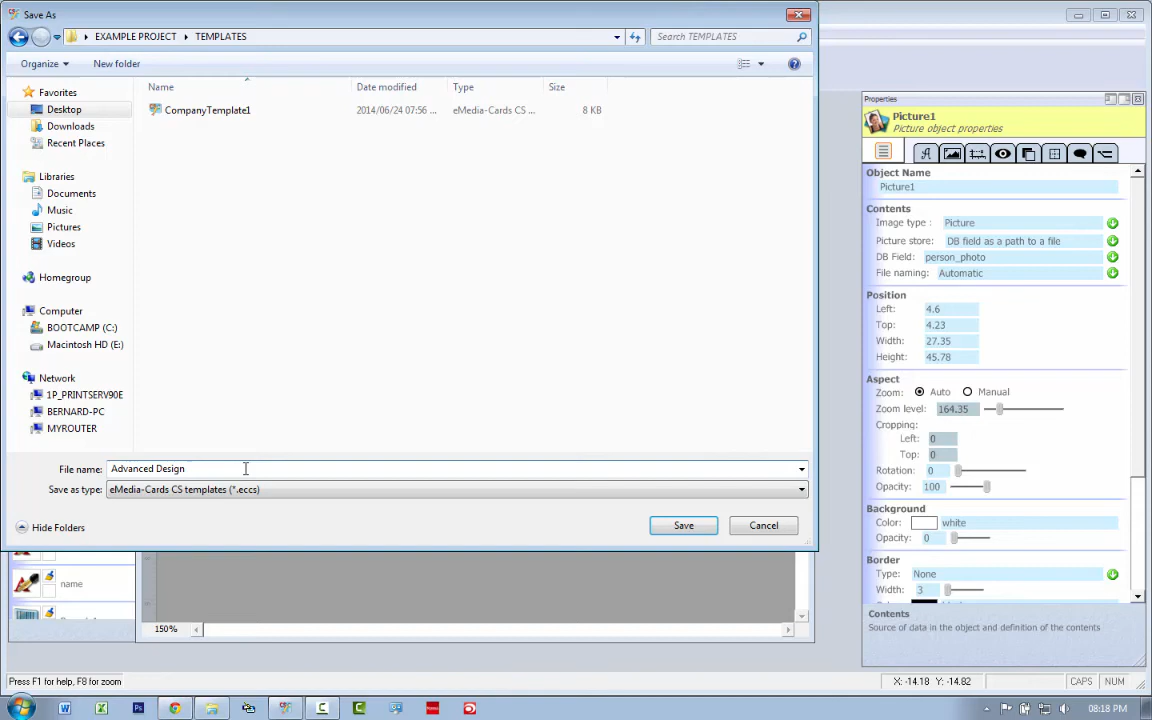 Save As
EXAMPLE PROJECT TEMPLATES Search TEMPLATES
Organize New folder
Name Date modified Type Size
CompanyTemplate1 2014/06/24 07:56 ... eMedia-Cards CS ... 8 KB
Favorites
Desktop
Downloads
Recent Places
Libraries
Documents
Music
Pictures
Videos
Homegroup
Computer
BOOTCAMP (C:)
Macintosh HD (E:)
Network
1P_PRINTSERV90E
BERNARD-PC
MYROUTER
File name: Advanced Design
Save as type: eMedia-Cards CS templates (*.eccs)
Hide Folders Save Cancel
name
150%
Properties
Picture1
Picture object properties
Object Name
Picture1
Contents
Image type : Picture
Picture store: DB field as a path to a file
DB Field: person_photo
File naming: Automatic
Position
Left: 4.6
Top: 4.23
Width: 27.35
Height: 45.78
Aspect
Zoom: Auto Manual
Zoom level: 164.35
Cropping:
Left: 0
Top: 0
Rotation: 0
Opacity: 100
Background
Color: white
Opacity: 0
Border
Type: None
Width: 3
Contents
Source of data in the object and definition of the contents
Press F1 for help, F8 for zoom X: -14.18 Y: -14.82 CAPS NUM
08:18 PM